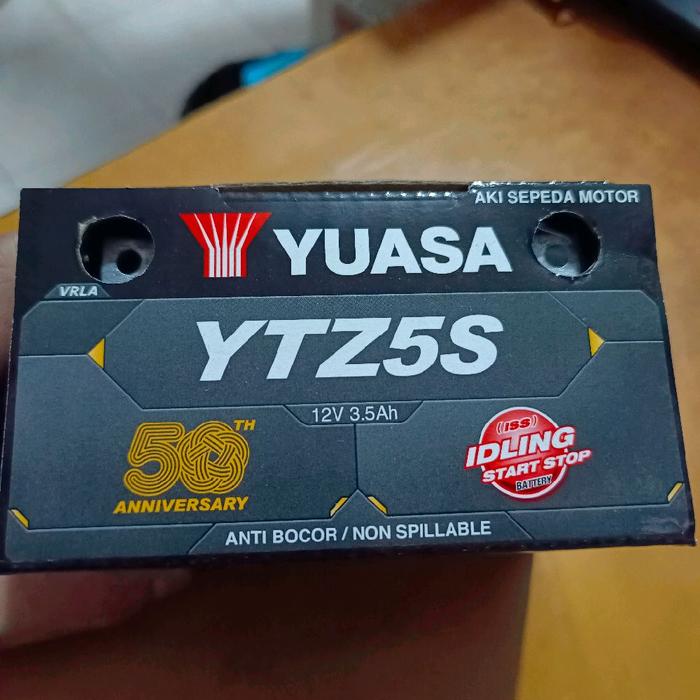 AKI SEPEDA MOTOR
YUASA
VRLA
YTZ5S
12V 3.5Ah
50TH
ANNIVERSARY
((ISS))
IDLING
START STOP
BATTERY
ANTI BOCOR / NON SPILLABLE